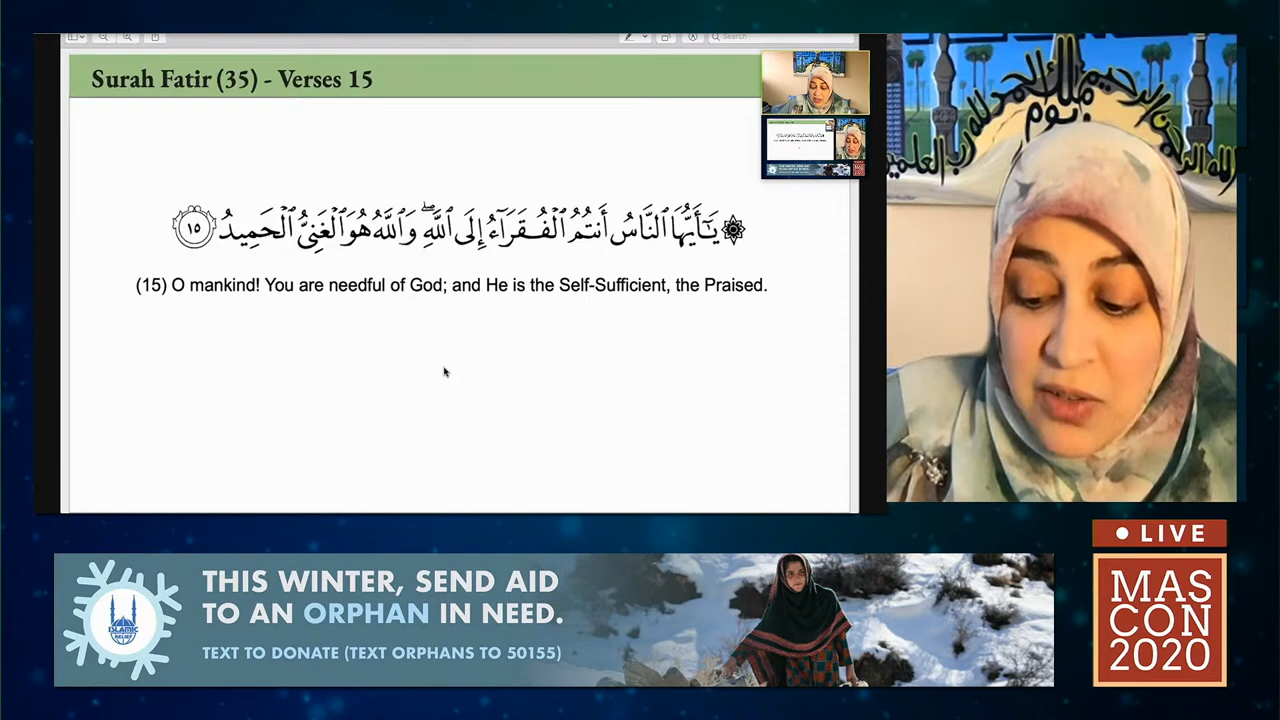 Search
Surah Fatir (35) - Verses 15
۞ يَـٰٓأَيُّهَا ٱلنَّاسُ أَنتُمُ ٱلْفُقَرَآءُ إِلَى ٱللَّهِ ۖ وَٱللَّهُ هُوَ ٱلْغَنِىُّ ٱلْحَمِيدُ ١٥
(15) O mankind! You are needful of God; and He is the Self-Sufficient, the Praised.
LIVE
MAS
CON
2020
THIS WINTER, SEND AID
TO AN ORPHAN IN NEED.
TEXT TO DONATE (TEXT ORPHANS TO 50155)
ISLAMIC
RELIEF